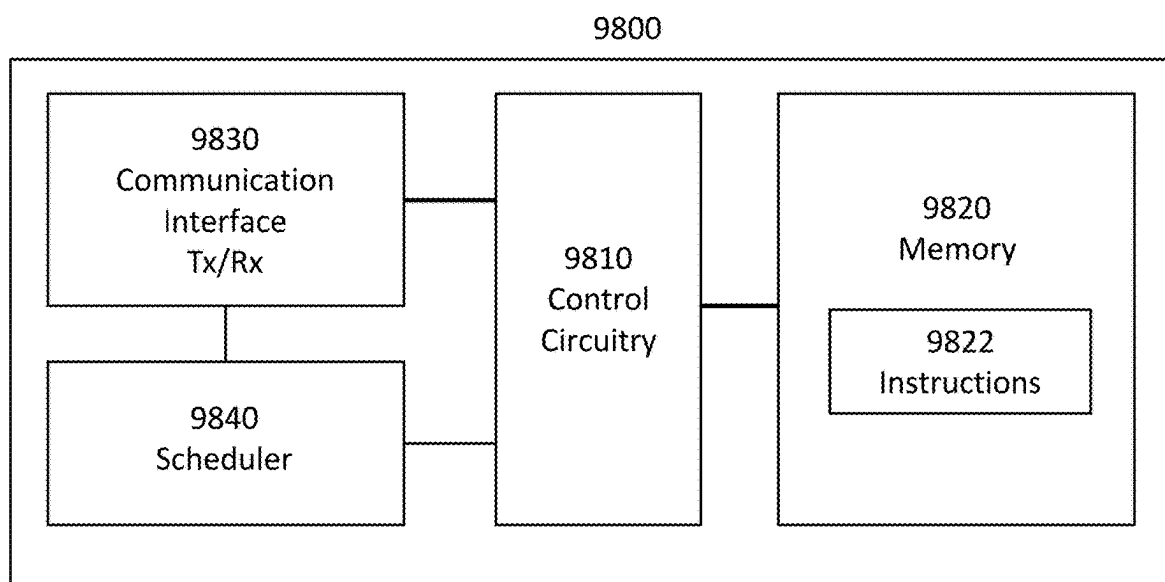 9800
9830
Communication
Interface
Tx/Rx
9840
Scheduler
9810
Control
Circuitry
9820
Memory
9822
Instructions